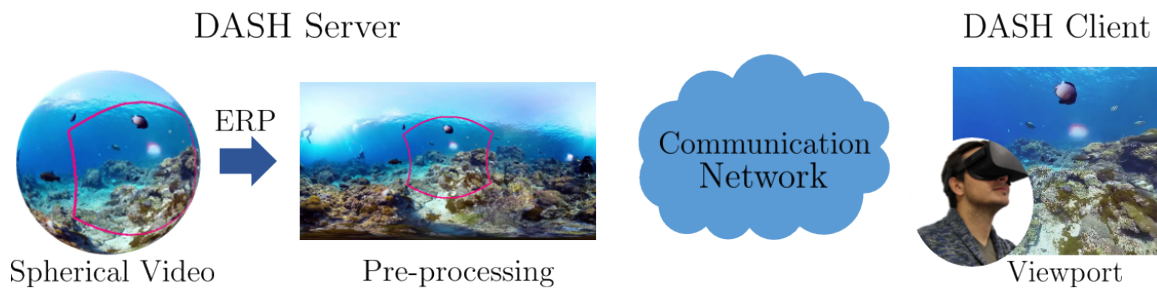 DASH Server
DASH Client
ERP
Communication
Network
Spherical Video
Pre-processing
Viewport